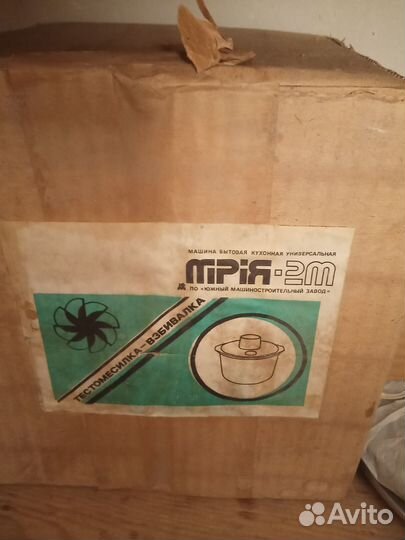 МАШИНА БЫТОВАЯ КУХОННАЯ УНИВЕРСАЛЬНАЯ
МРIЯ-2М
ПО «ЮЖНЫЙ МАШИНОСТРОИТЕЛЬНЫЙ ЗАВОД»
ТЕСТОМЕСИЛКА-ВЗБИВАЛКА
Avito